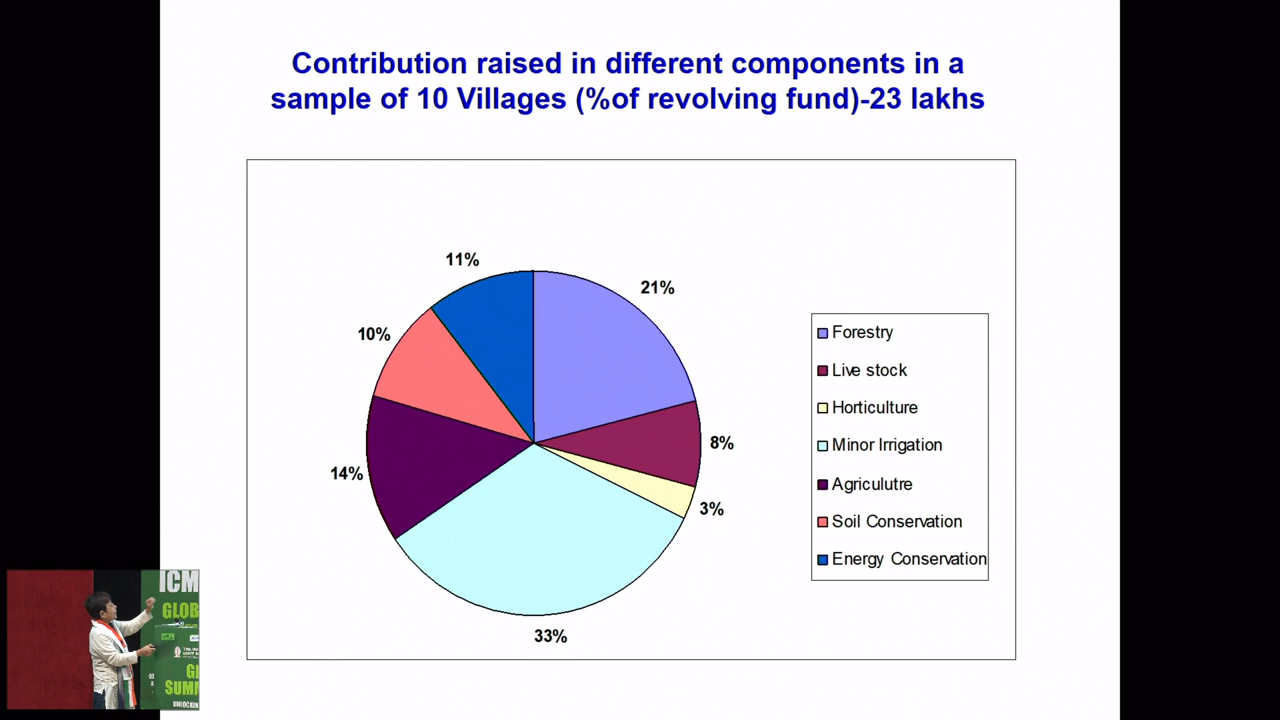 Contribution raised in different components in a
sample of 10 Villages (%of revolving fund)-23 lakhs
11%
21%
10%
14%
8%
3%
33%
Forestry
Live stock
Horticulture
Minor Irrigation
Agriculutre
Soil Conservation
Energy Conservation
ICM
GLOB
GL
SUMM